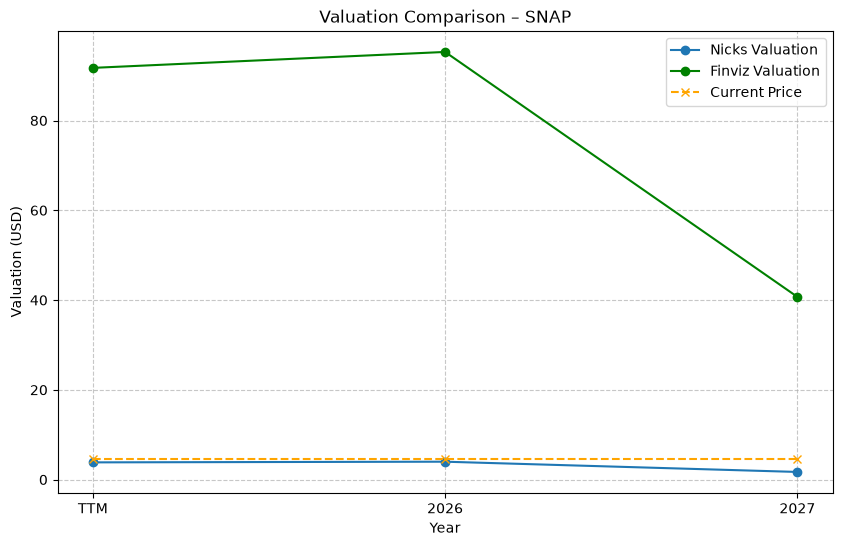 Valuation Comparison – SNAP
Nicks Valuation
Finviz Valuation
Current Price
Valuation (USD)
80
60
40
20
0
TTM
2026
2027
Year